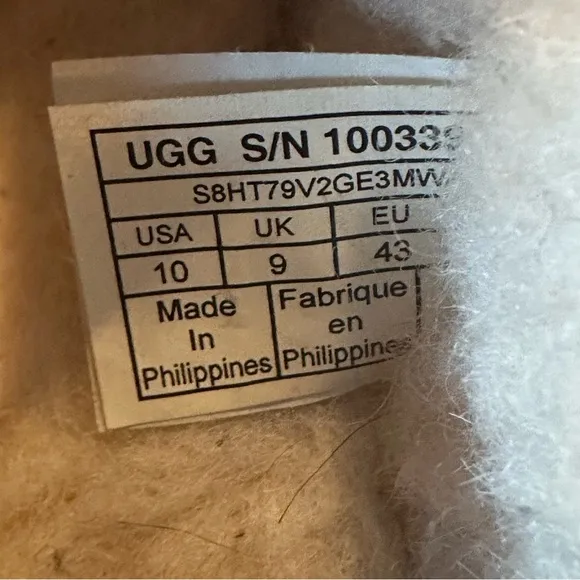 UGG S/N 10033
S8HT79V2GE3MW
USA UK EU
10 9 43
Made Fabrique
In en
Philippines Philippines